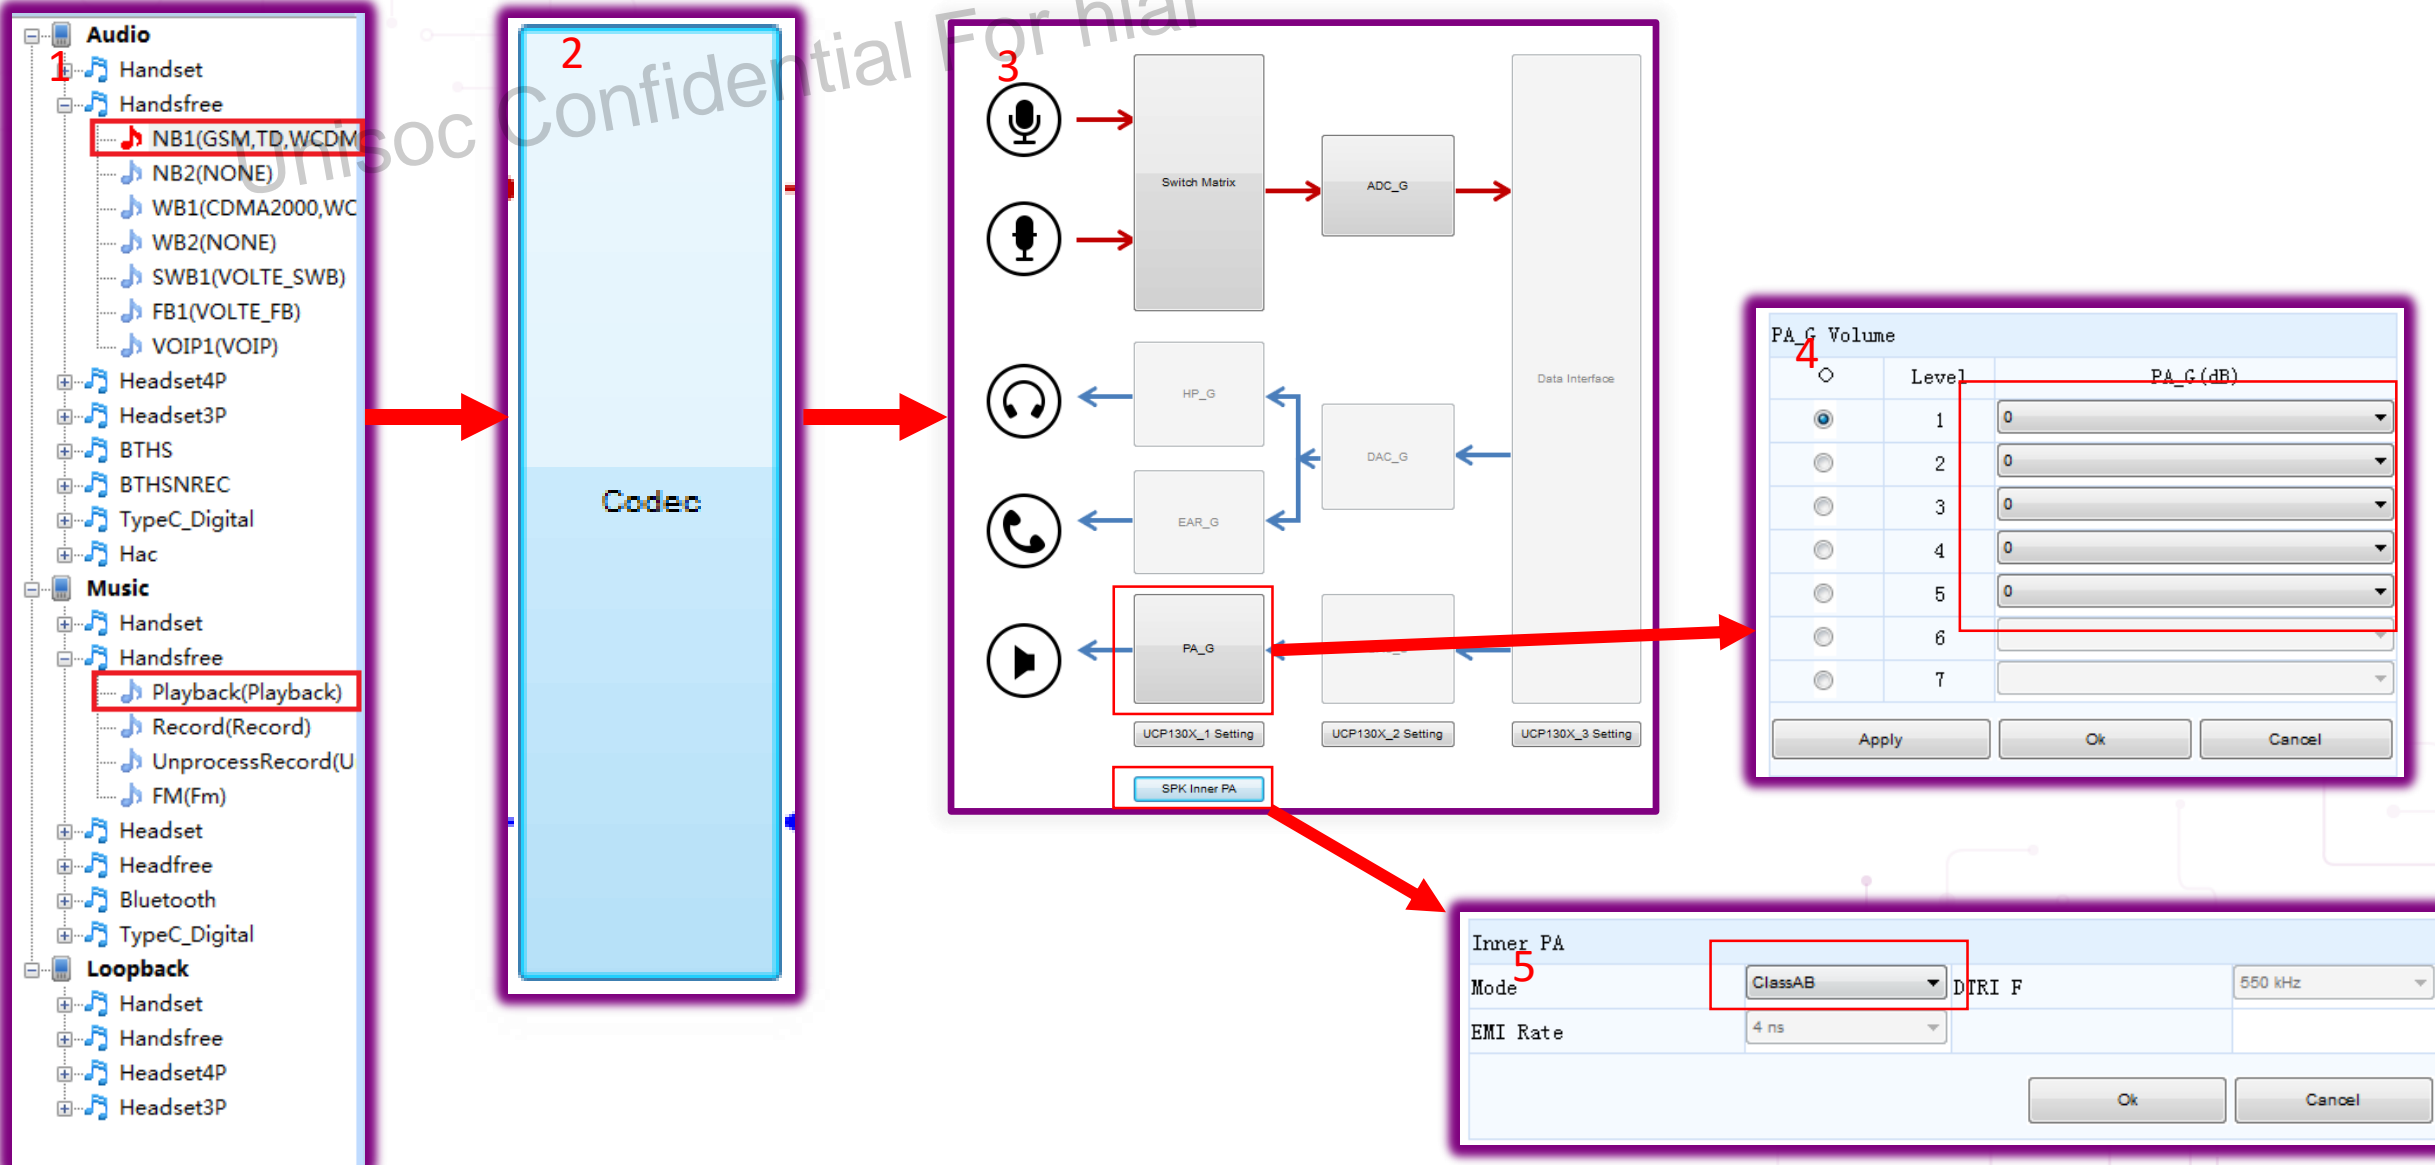 Unisoc Confidential For hiar
1
Audio
Handset
Handsfree
NB1(GSM,TD,WCDM
NB2(NONE)
WB1(CDMA2000,WC
WB2(NONE)
SWB1(VOLTE_SWB)
FB1(VOLTE_FB)
VOIP1(VOIP)
Headset4P
Headset3P
BTHS
BTHSNREC
TypeC_Digital
Hac
Music
Handset
Handsfree
Playback(Playback)
Record(Record)
UnprocessRecord(U
FM(Fm)
Headset
Headfree
Bluetooth
TypeC_Digital
Loopback
Handset
Handsfree
Headset4P
Headset3P
2
Codec
3
Switch Matrix
ADC_G
Data Interface
HP_G
DAC_G
EAR_G
PA_G
UCP130X_1 Setting
UCP130X_2 Setting
UCP130X_3 Setting
SPK Inner PA
PA_G Volume
4
Level PA_G(dB)
1 0
2 0
3 0
4 0
5 0
6
7
Apply Ok Cancel
Inner PA
5
Mode ClassAB DTRI F 550 kHz
EMI Rate 4 ns
Ok Cancel